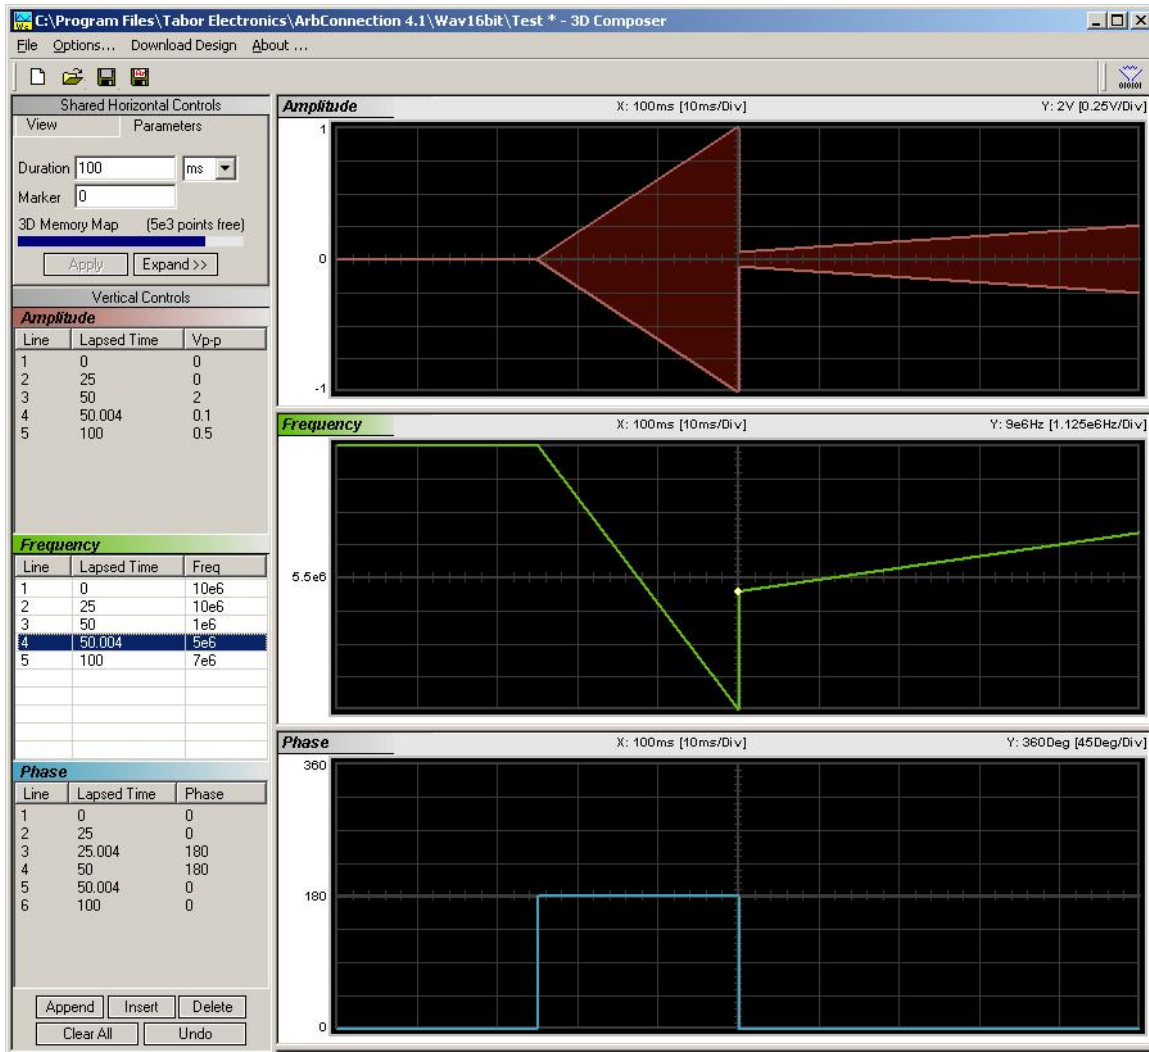 C:\Program Files\Tabor Electronics\ArbConnection 4.1\Wav16bit\Test * - 3D Composer
File Options... Download Design About ...
010101
Shared Horizontal Controls
View Parameters
Duration 100 ms
Marker 0
3D Memory Map (5e3 points free)
Apply Expand >>
Vertical Controls
Amplitude
Line Lapsed Time Vp-p
1 0 0
2 25 0
3 50 2
4 50.004 0.1
5 100 0.5
Frequency
Line Lapsed Time Freq
1 0 10e6
2 25 10e6
3 50 1e6
4 50.004 5e6
5 100 7e6
Phase
Line Lapsed Time Phase
1 0 0
2 25 0
3 25.004 180
4 50 180
5 50.004 0
6 100 0
Append Insert Delete
Clear All Undo
Amplitude X: 100ms [10ms/Div] Y: 2V [0.25V/Div]
1
0
-1
Frequency X: 100ms [10ms/Div] Y: 9e6Hz [1.125e6Hz/Div]
5.5e6
Phase X: 100ms [10ms/Div] Y: 360Deg [45Deg/Div]
360
180
0